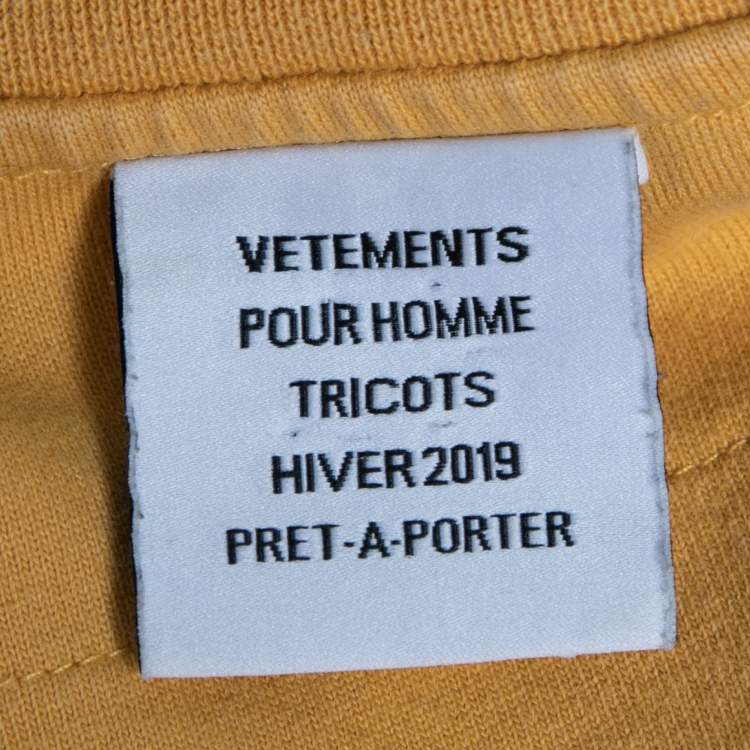 VETEMENTS
POUR HOMME
TRICOTS
HIVER 2019
PRET-A-PORTER